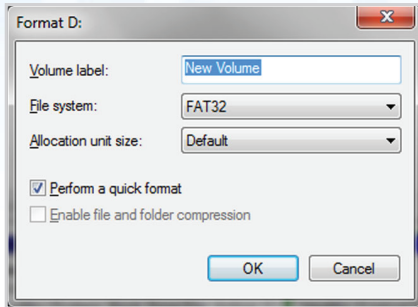 Format D:
Volume label: New Volume
File system: FAT32
Allocation unit size: Default
Perform a quick format
Enable file and folder compression
OK Cancel